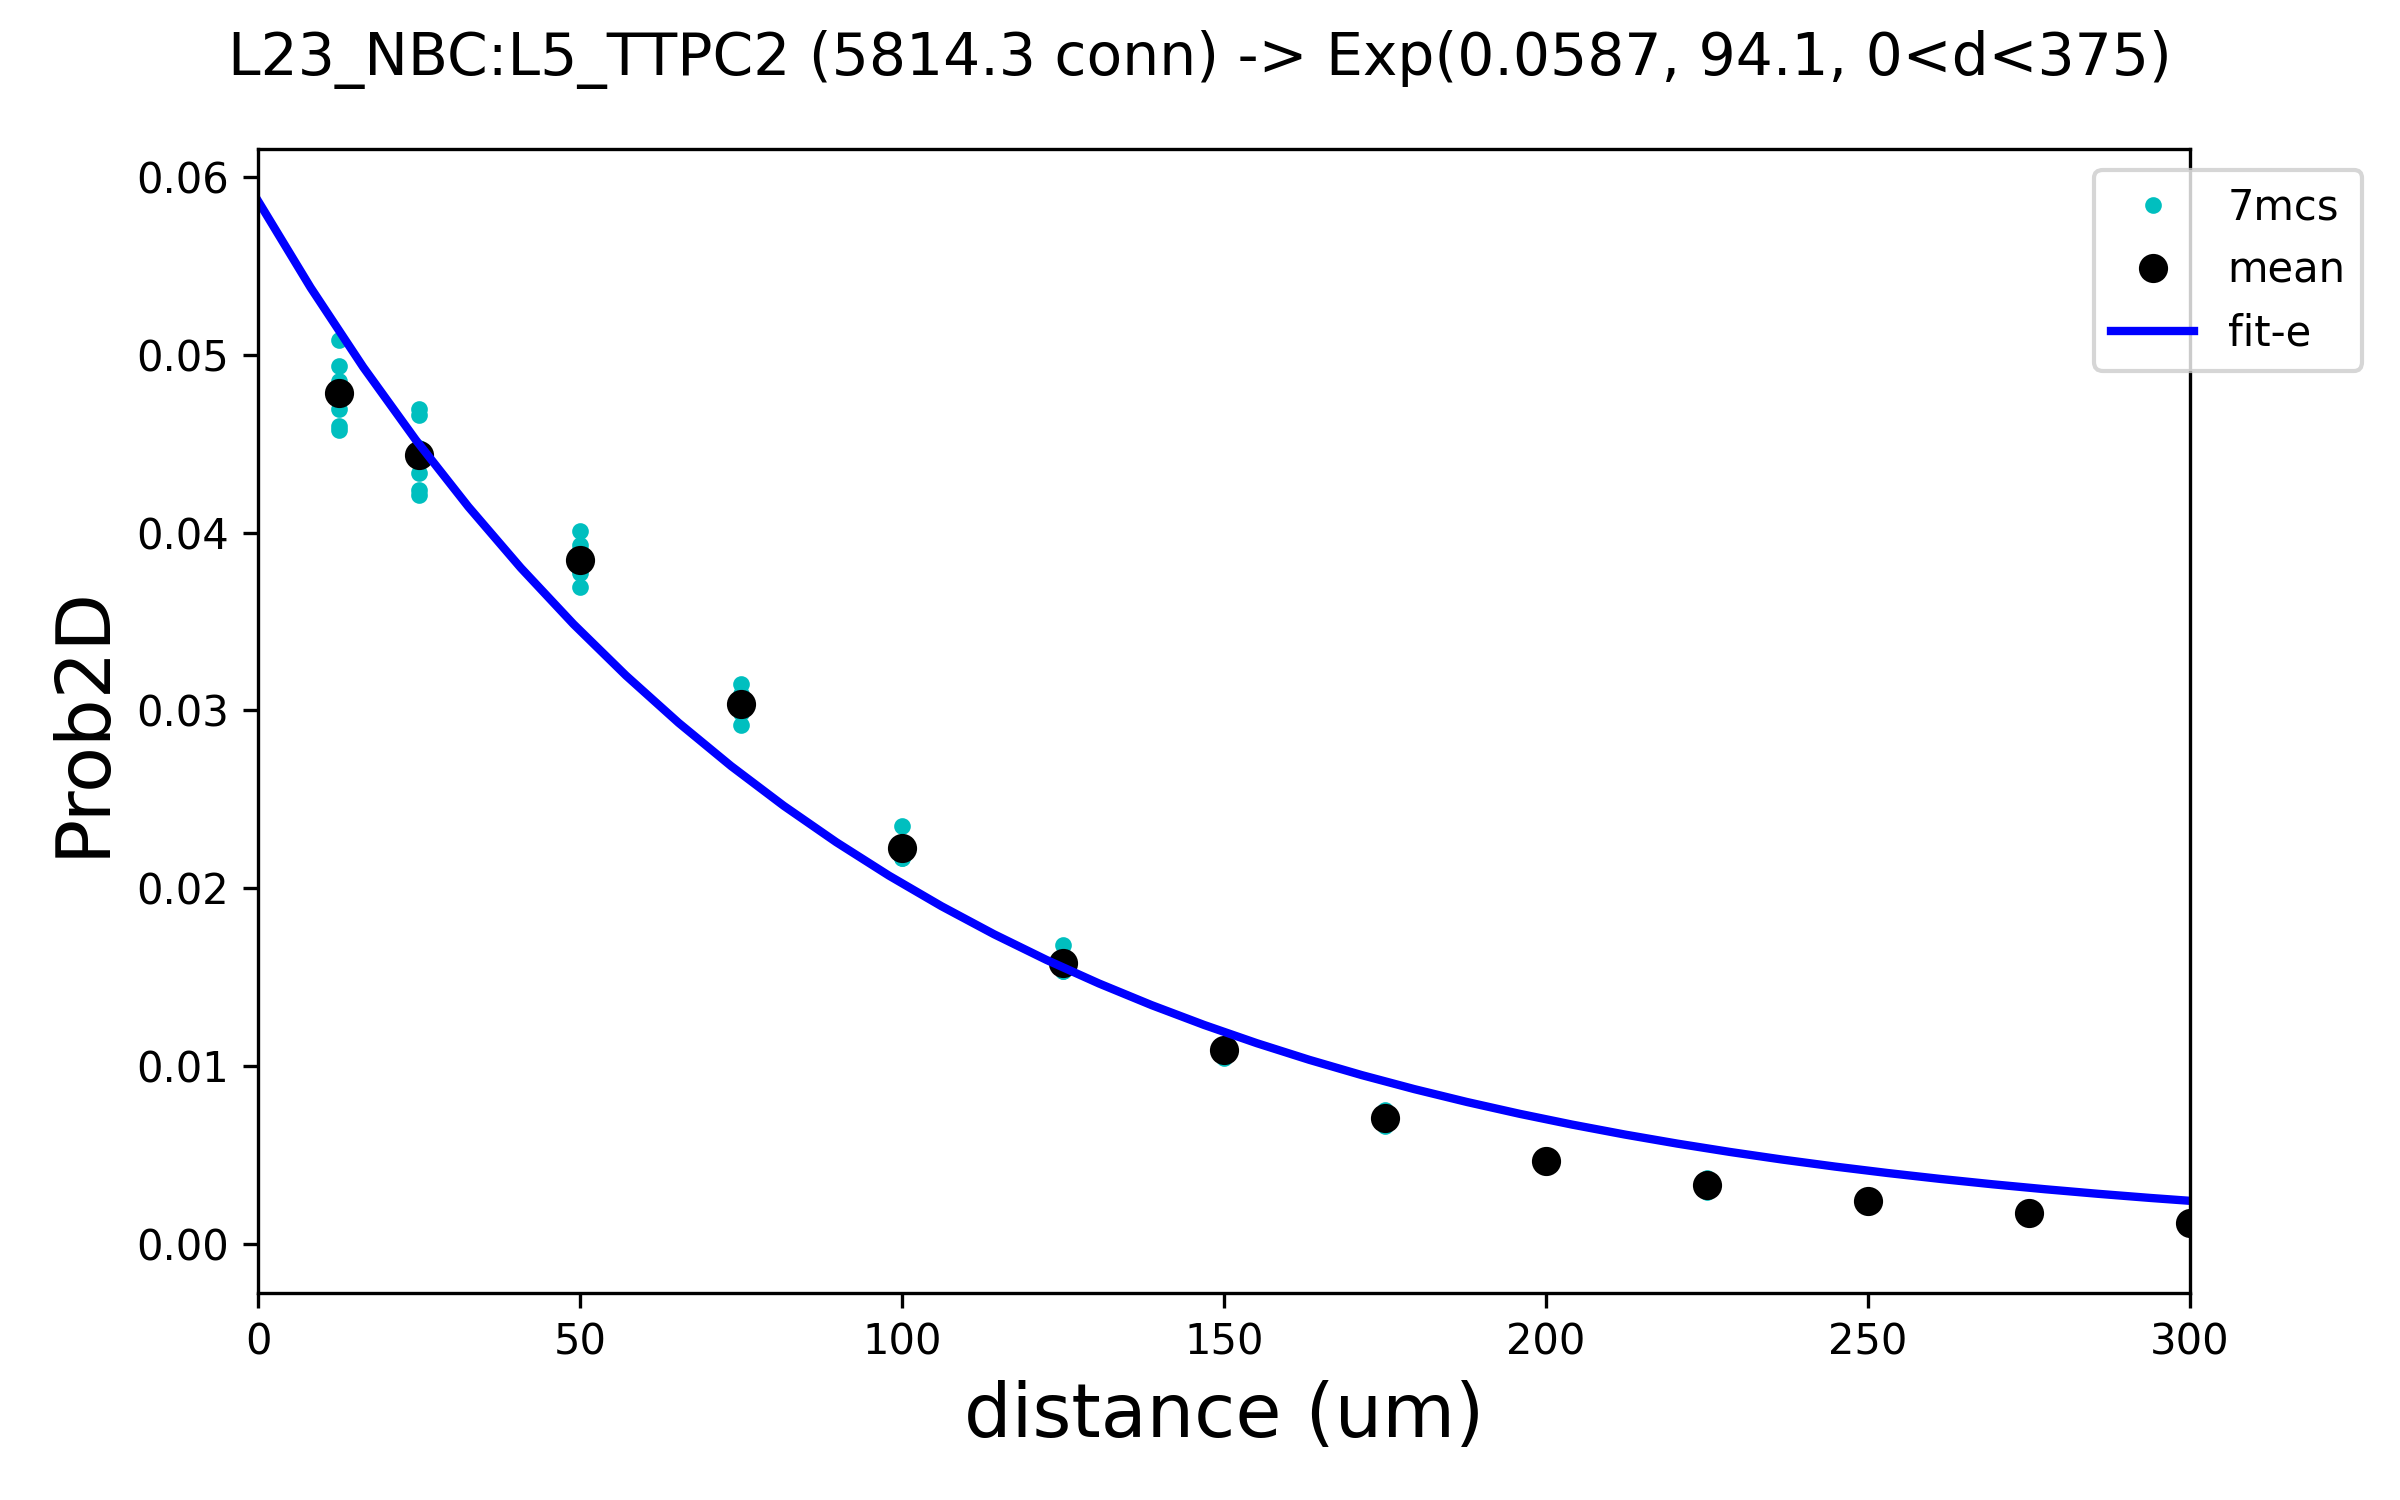 L23_NBC:L5_TTPC2 (5814.3 conn) -> Exp(0.0587, 94.1, 0<d<375)
7mcs
mean
fit-e
Prob2D
0.06
0.05
0.04
0.03
0.02
0.01
0.00
0 50 100 150 200 250 300
distance (um)